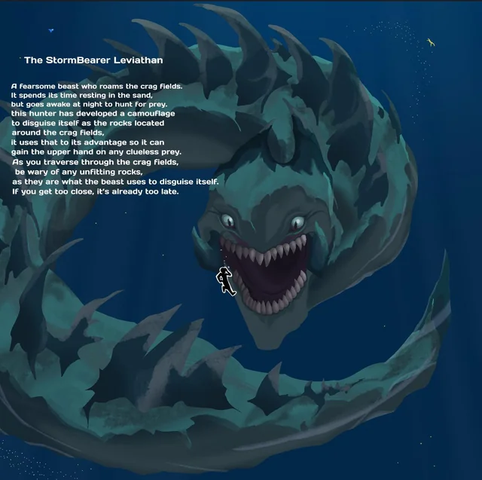 The StormBearer Leviathan
A fearsome beast who roams the crag fields.
It spends its time resting in the sand,
but goes awake at night to hunt for prey.
this hunter has developed a camouflage
to disguise itself as the rocks located
around the crag fields,
it uses that to its advantage so it can
gain the upper hand on any clueless prey.
As you traverse through the crag fields,
be wary of any unfitting rocks,
as they are what the beast uses to disguise itself.
If you get too close, it's already too late.